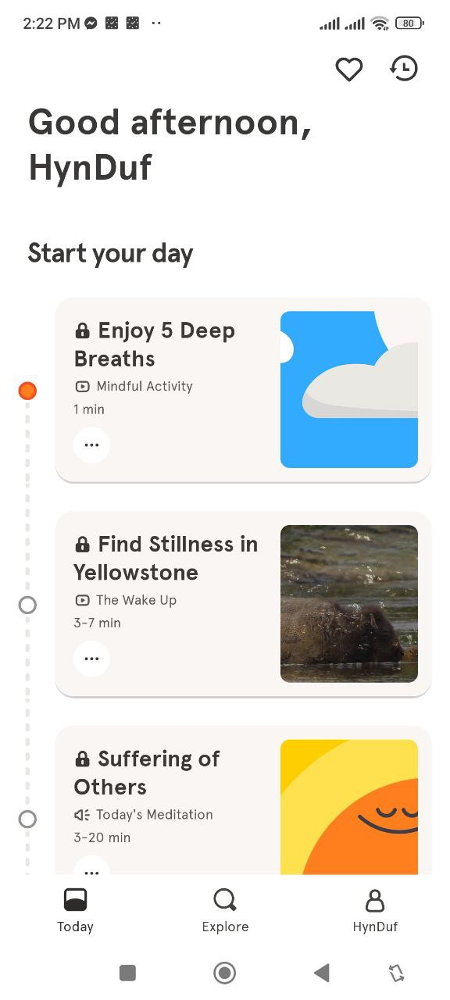 2:22 PM
80
Good afternoon,
HynDuf
Start your day
Enjoy 5 Deep
Breaths
Mindful Activity
1 min
Find Stillness in
Yellowstone
The Wake Up
3-7 min
Suffering of
Others
Today's Meditation
3-20 min
Today
Explore
HynDuf